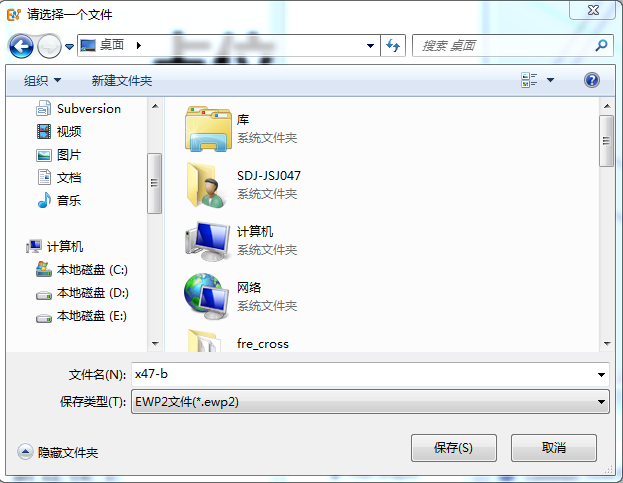 请选择一个文件
桌面
搜索 桌面
组织
新建文件夹
Subversion
视频
图片
文档
音乐
计算机
本地磁盘 (C:)
本地磁盘 (D:)
本地磁盘 (E:)
库
系统文件夹
SDJ-JSJ047
系统文件夹
计算机
系统文件夹
网络
系统文件夹
fre_cross
文件名(N):
x47-b
保存类型(T):
EWP2文件(*.ewp2)
隐藏文件夹
保存(S)
取消